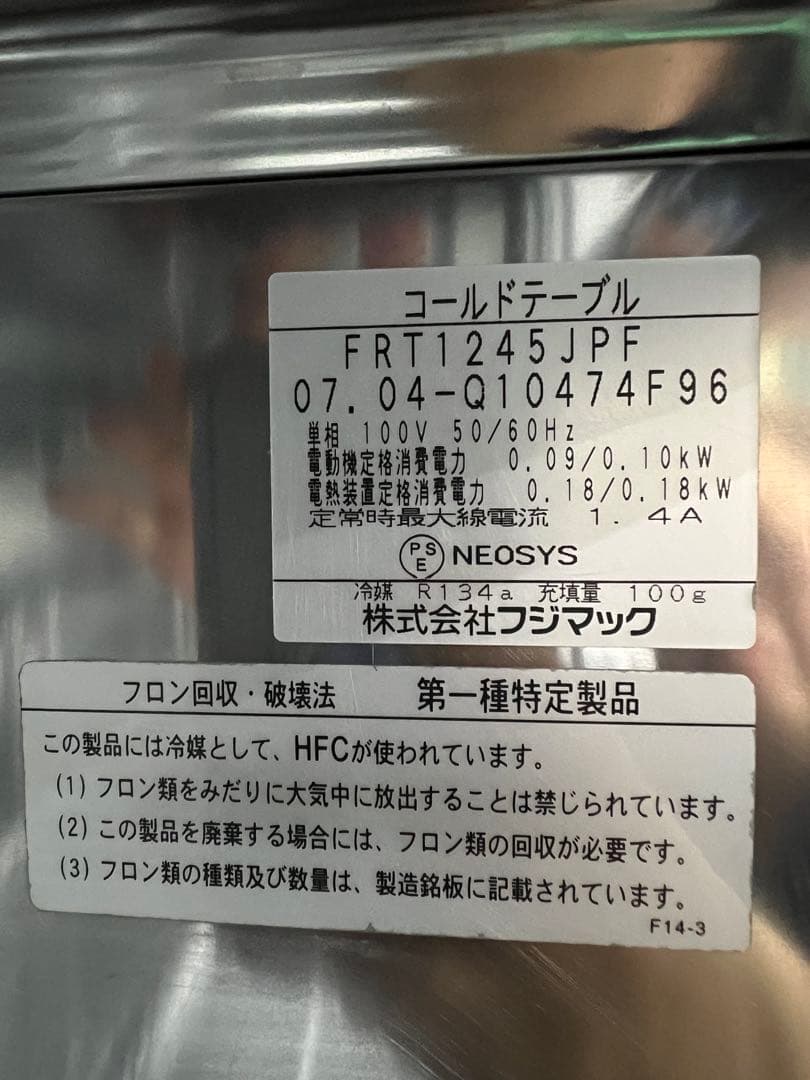 コールドテーブル
FRT1245JPF
07.04-Q10474F96
単相 100V 50/60Hz
電動機定格消費電力 0.09/0.10kW
電熱装置定格消費電力 0.18/0.18kW
定常時最大線電流 1.4A
PSE NEOSYS
冷媒 R134a 充填量 100g
株式会社フジマック
フロン回収・破壊法 第一種特定製品
この製品には冷媒として、HFCが使われています。
(1) フロン類をみだりに大気中に放出することは禁じられています。
(2) この製品を廃棄する場合には、フロン類の回収が必要です。
(3) フロン類の種類及び数量は、製造銘板に記載されています。
F14-3